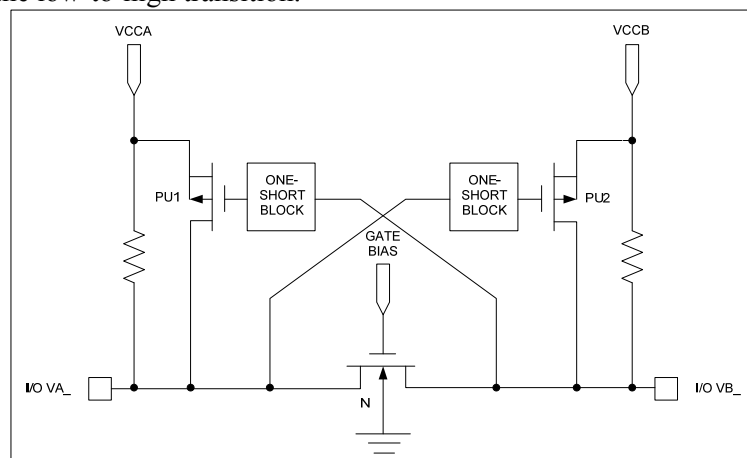 the low-to-high transition.
VCCA
VCCB
PU1
ONE-
SHORT
BLOCK
ONE-
SHORT
BLOCK
PU2
GATE
BIAS
I/O VA_
N
I/O VB_